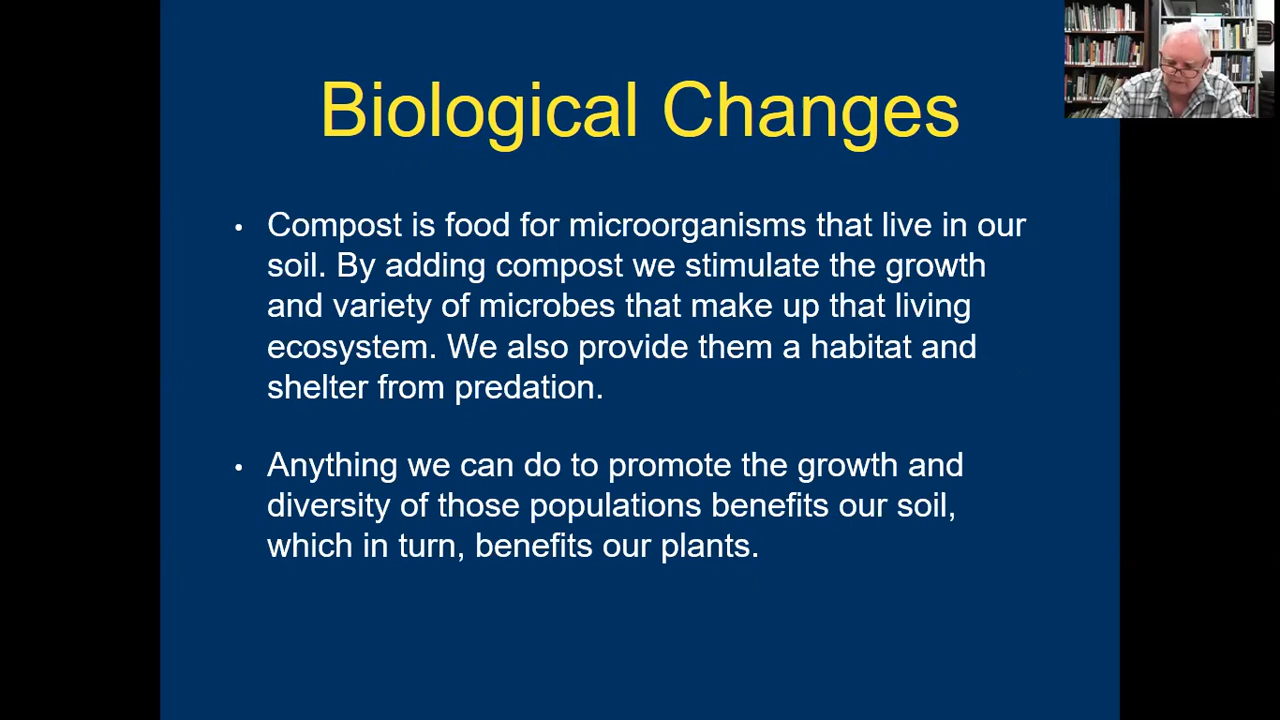 Biological Changes
• Compost is food for microorganisms that live in our
soil. By adding compost we stimulate the growth
and variety of microbes that make up that living
ecosystem. We also provide them a habitat and
shelter from predation.
• Anything we can do to promote the growth and
diversity of those populations benefits our soil,
which in turn, benefits our plants.